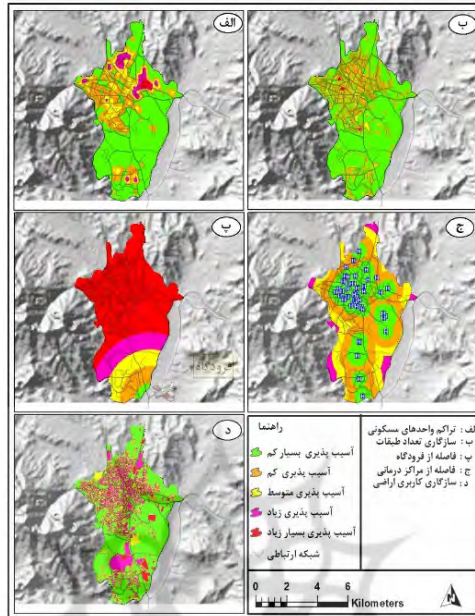 الف
ب
پ
ج
فرودگاه
د
راهنما
آسیب پذیری بسیار کم
آسیب پذیری کم
آسیب پذیری متوسط
آسیب پذیری زیاد
آسیب پذیری بسیار زیاد
شبکه ارتباطی
الف : تراکم واحدهای مسکونی
ب : سازگاری تعداد طبقات
پ : فاصله از فرودگاه
ج : فاصله از مراکز درمانی
د : سازگاری کاربری اراضی
0 2 4 6
Kilometers
N